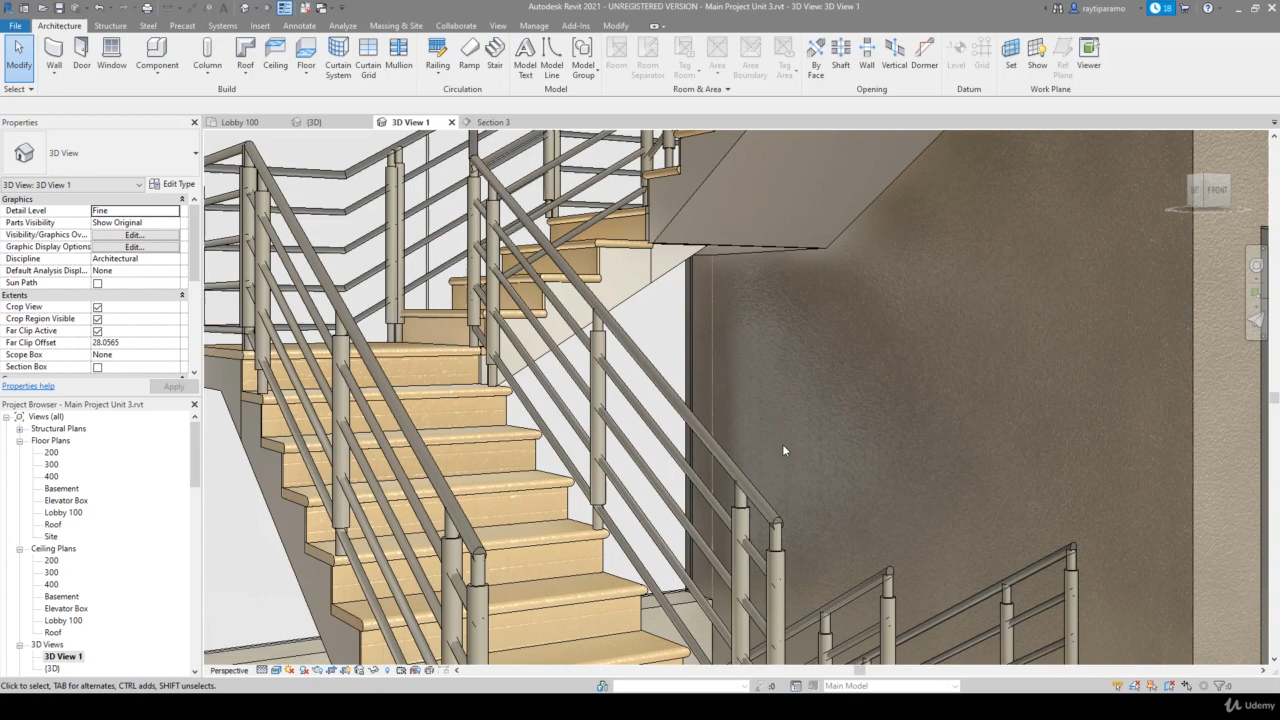 Autodesk Revit 2021 - UNREGISTERED VERSION - Main Project Unit 3.rvt - 3D View: 3D View 1
raytiparamo
18
File Architecture Structure Steel Precast Systems Insert Annotate Analyze Massing & Site Collaborate View Manage Add-Ins Modify
Modify Wall Door Window Component Column Roof Ceiling Floor Curtain System Curtain Grid Mullion Railing Ramp Stair Model Text Model Line Model Group Room Room Separator Tag Room Area Area Boundary Tag Area By Face Shaft Wall Vertical Dormer Level Grid Set Show Ref Plane Viewer
Select Build Circulation Model Room & Area Opening Datum Work Plane
Properties
Lobby 100 {3D} 3D View 1 Section 3
3D View
3D View: 3D View 1 Edit Type
Graphics
Detail Level Fine
Parts Visibility Show Original
Visibility/Graphics Ov... Edit...
Graphic Display Options Edit...
Discipline Architectural
Default Analysis Displ... None
Sun Path
Extents
Crop View
Crop Region Visible
Far Clip Active
Far Clip Offset 28.0565
Scope Box None
Section Box
Properties help Apply
Project Browser - Main Project Unit 3.rvt
Views (all)
Structural Plans
Floor Plans
200
300
400
Basement
Elevator Box
Lobby 100
Roof
Site
Ceiling Plans
200
300
400
Basement
Elevator Box
Lobby 100
Roof
3D Views
3D View 1
{3D}
FRONT
Perspective
Click to select, TAB for alternates, CTRL adds, SHIFT unselects.
:0
Main Model
:0
Udemy